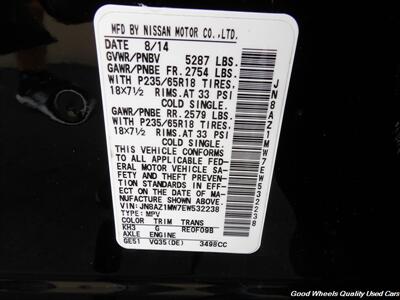 MFD BY NISSAN MOTOR CO.,LTD.
DATE 8/14
GVWR/PNBV 5287 LBS.
GAWR/PNBE FR. 2754 LBS.
WITH P235/65R18 TIRES,
18X7½ RIMS.AT 33 PSI
COLD SINGLE.
GAWR/PNBE RR. 2579 LBS.
WITH P235/65R18 TIRES,
18X7½ RIMS.AT 33 PSI
COLD SINGLE.
THIS VEHICLE CONFORMS
TO ALL APPLICABLE FED-
ERAL MOTOR VEHICLE SA-
FETY AND THEFT PREVEN-
TION STANDARDS IN EFF-
ECT ON THE DATE OF MA-
NUFACTURE SHOWN ABOVE.
VIN:JN8AZ1MW7EW532238
TYPE:MPV
COLOR TRIM TRANS
KH3 G RE0F09B
AXLE ENGINE
GE51 VQ35(DE) 3498CC
JN8AZ1MW7EW532238
© Good Wheels Used Cars Of Denver